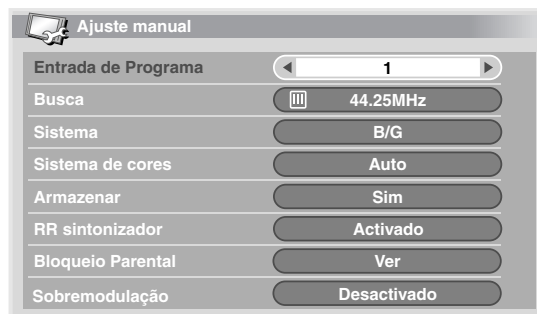 Ajuste manual
Entrada de Programa 1
Busca 44.25MHz
Sistema B/G
Sistema de cores Auto
Armazenar Sim
RR sintonizador Activado
Bloqueio Parental Ver
Sobremodulação Desactivado